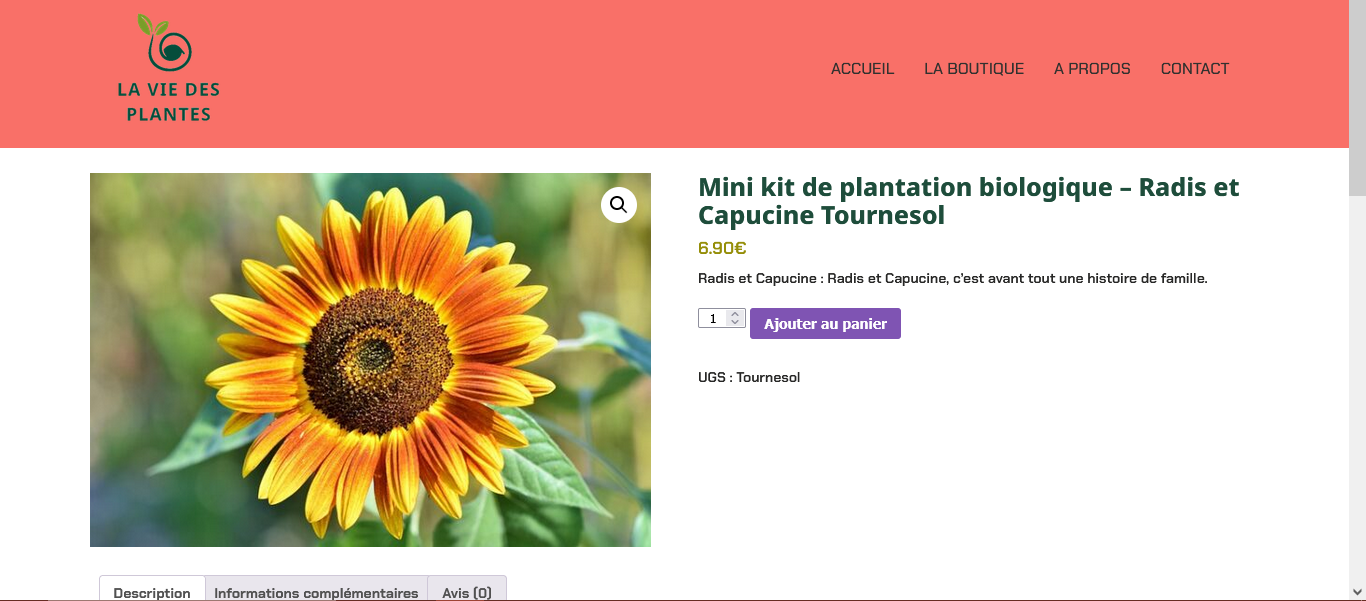 LA VIE DES
PLANTES
ACCUEIL LA BOUTIQUE A PROPOS CONTACT
Mini kit de plantation biologique – Radis et
Capucine Tournesol
6.90€
Radis et Capucine : Radis et Capucine, c'est avant tout une histoire de famille.
1 Ajouter au panier
UGS : Tournesol
Description Informations complémentaires Avis (0)